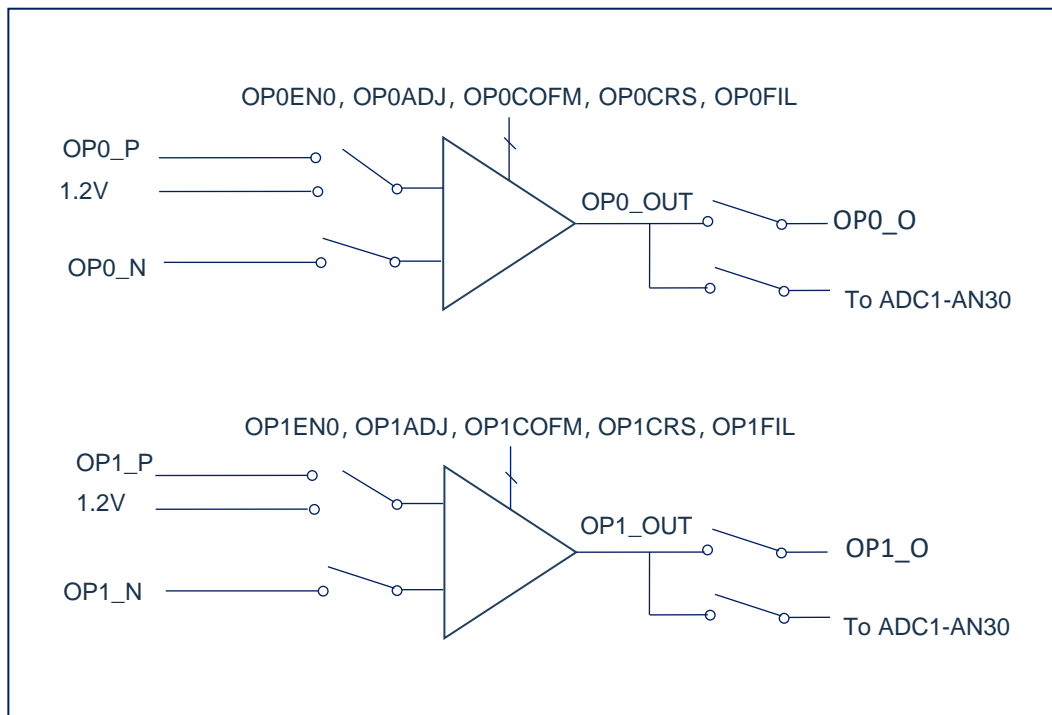 OP0EN0, OP0ADJ, OP0COFM, OP0CRS, OP0FIL
OP0_P
1.2V
OP0_N
OP0_OUT
OP0_O
To ADC1-AN30
OP1EN0, OP1ADJ, OP1COFM, OP1CRS, OP1FIL
OP1_P
1.2V
OP1_N
OP1_OUT
OP1_O
To ADC1-AN30